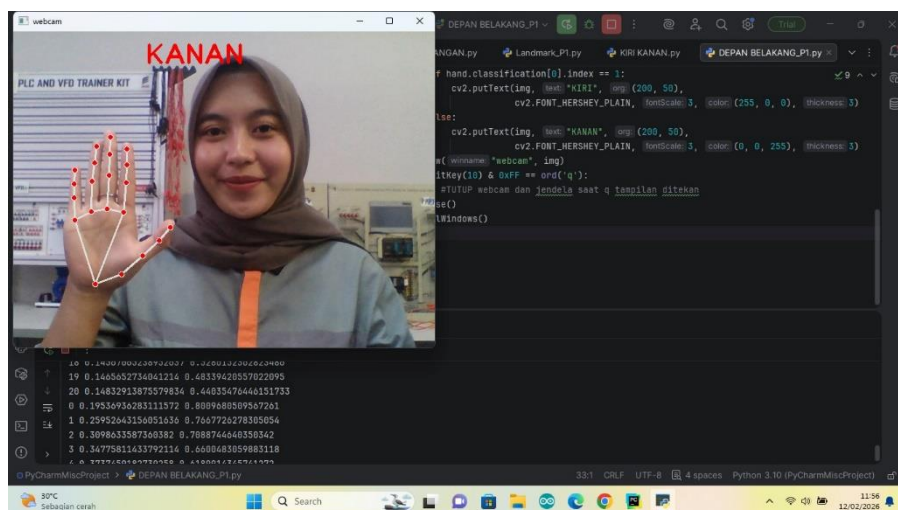 webcam
KANAN
PLC AND VFD TRAINER KIT
DEPAN BELAKANG_P1
Trial
ANGAN.py
Landmark_P1.py
KIRI KANAN.py
DEPAN BELAKANG_P1.py
f hand.classification[0].index == 1:
9
cv2.putText(img, text: "KIRI", org: (200, 50),
cv2.FONT_HERSHEY_PLAIN, fontScale: 3, color: (255, 0, 0), thickness: 3)
lse:
cv2.putText(img, text: "KANAN", org: (200, 50),
cv2.FONT_HERSHEY_PLAIN, fontScale: 3, color: (0, 0, 255), thickness: 3)
w( winname: "webcam", img)
itKey(10) & 0xFF == ord('q'):
#TUTUP webcam dan jendela saat q tampilan ditekan
se()
lWindows()
19 0.1465652734041214 0.48339420557022095
20 0.14832913875579834 0.44035476446151733
0 0.19536936283111572 0.8009680509567261
1 0.25952643156051636 0.7667726278305054
2 0.3098633587360382 0.7088744640350342
3 0.34775811433792114 0.6600483059883118
PyCharmMiscProject > DEPAN BELAKANG_P1.py
33:1 CRLF UTF-8 4 spaces Python 3.10 (PyCharmMiscProject)
30°C
Sebagian cerah
Search
11:56
12/02/2026